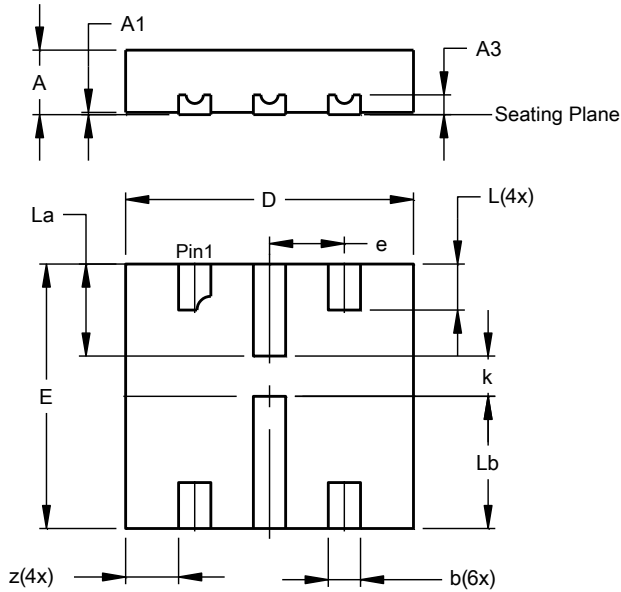 A1
A
A3
Seating Plane
La
D
L(4x)
Pin1
e
E
k
Lb
z(4x)
b(6x)